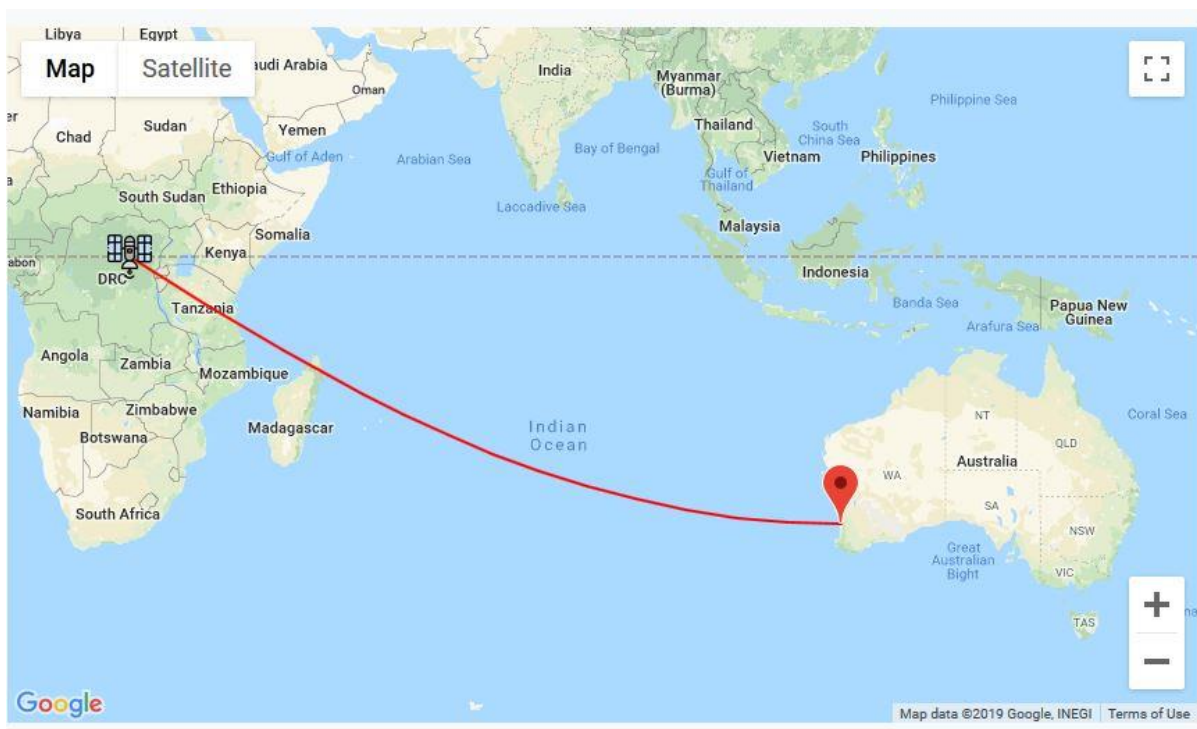 Libya
Egypt
Map
Satellite
audi Arabia
Oman
India
Myanmar
(Burma)
Philippine Sea
er
Chad
Sudan
Yemen
Gulf of Aden
Arabian Sea
Bay of Bengal
Thailand
South
China Sea
Vietnam
Philippines
Gulf of
Thailand
a
South Sudan
Ethiopia
Laccadive Sea
Somalia
Malaysia
abon
Kenya
DRC
Indonesia
Tanzania
Banda Sea
Papua New
Guinea
Arafura Sea
Angola
Zambia
Mozambique
Namibia
Zimbabwe
Botswana
Madagascar
Indian
Ocean
NT
Coral Sea
QLD
Australia
WA
South Africa
SA
NSW
Great
Australian
Bight
VIC
TAS
+
na
−
Google
Map data ©2019 Google, INEGI
Terms of Use